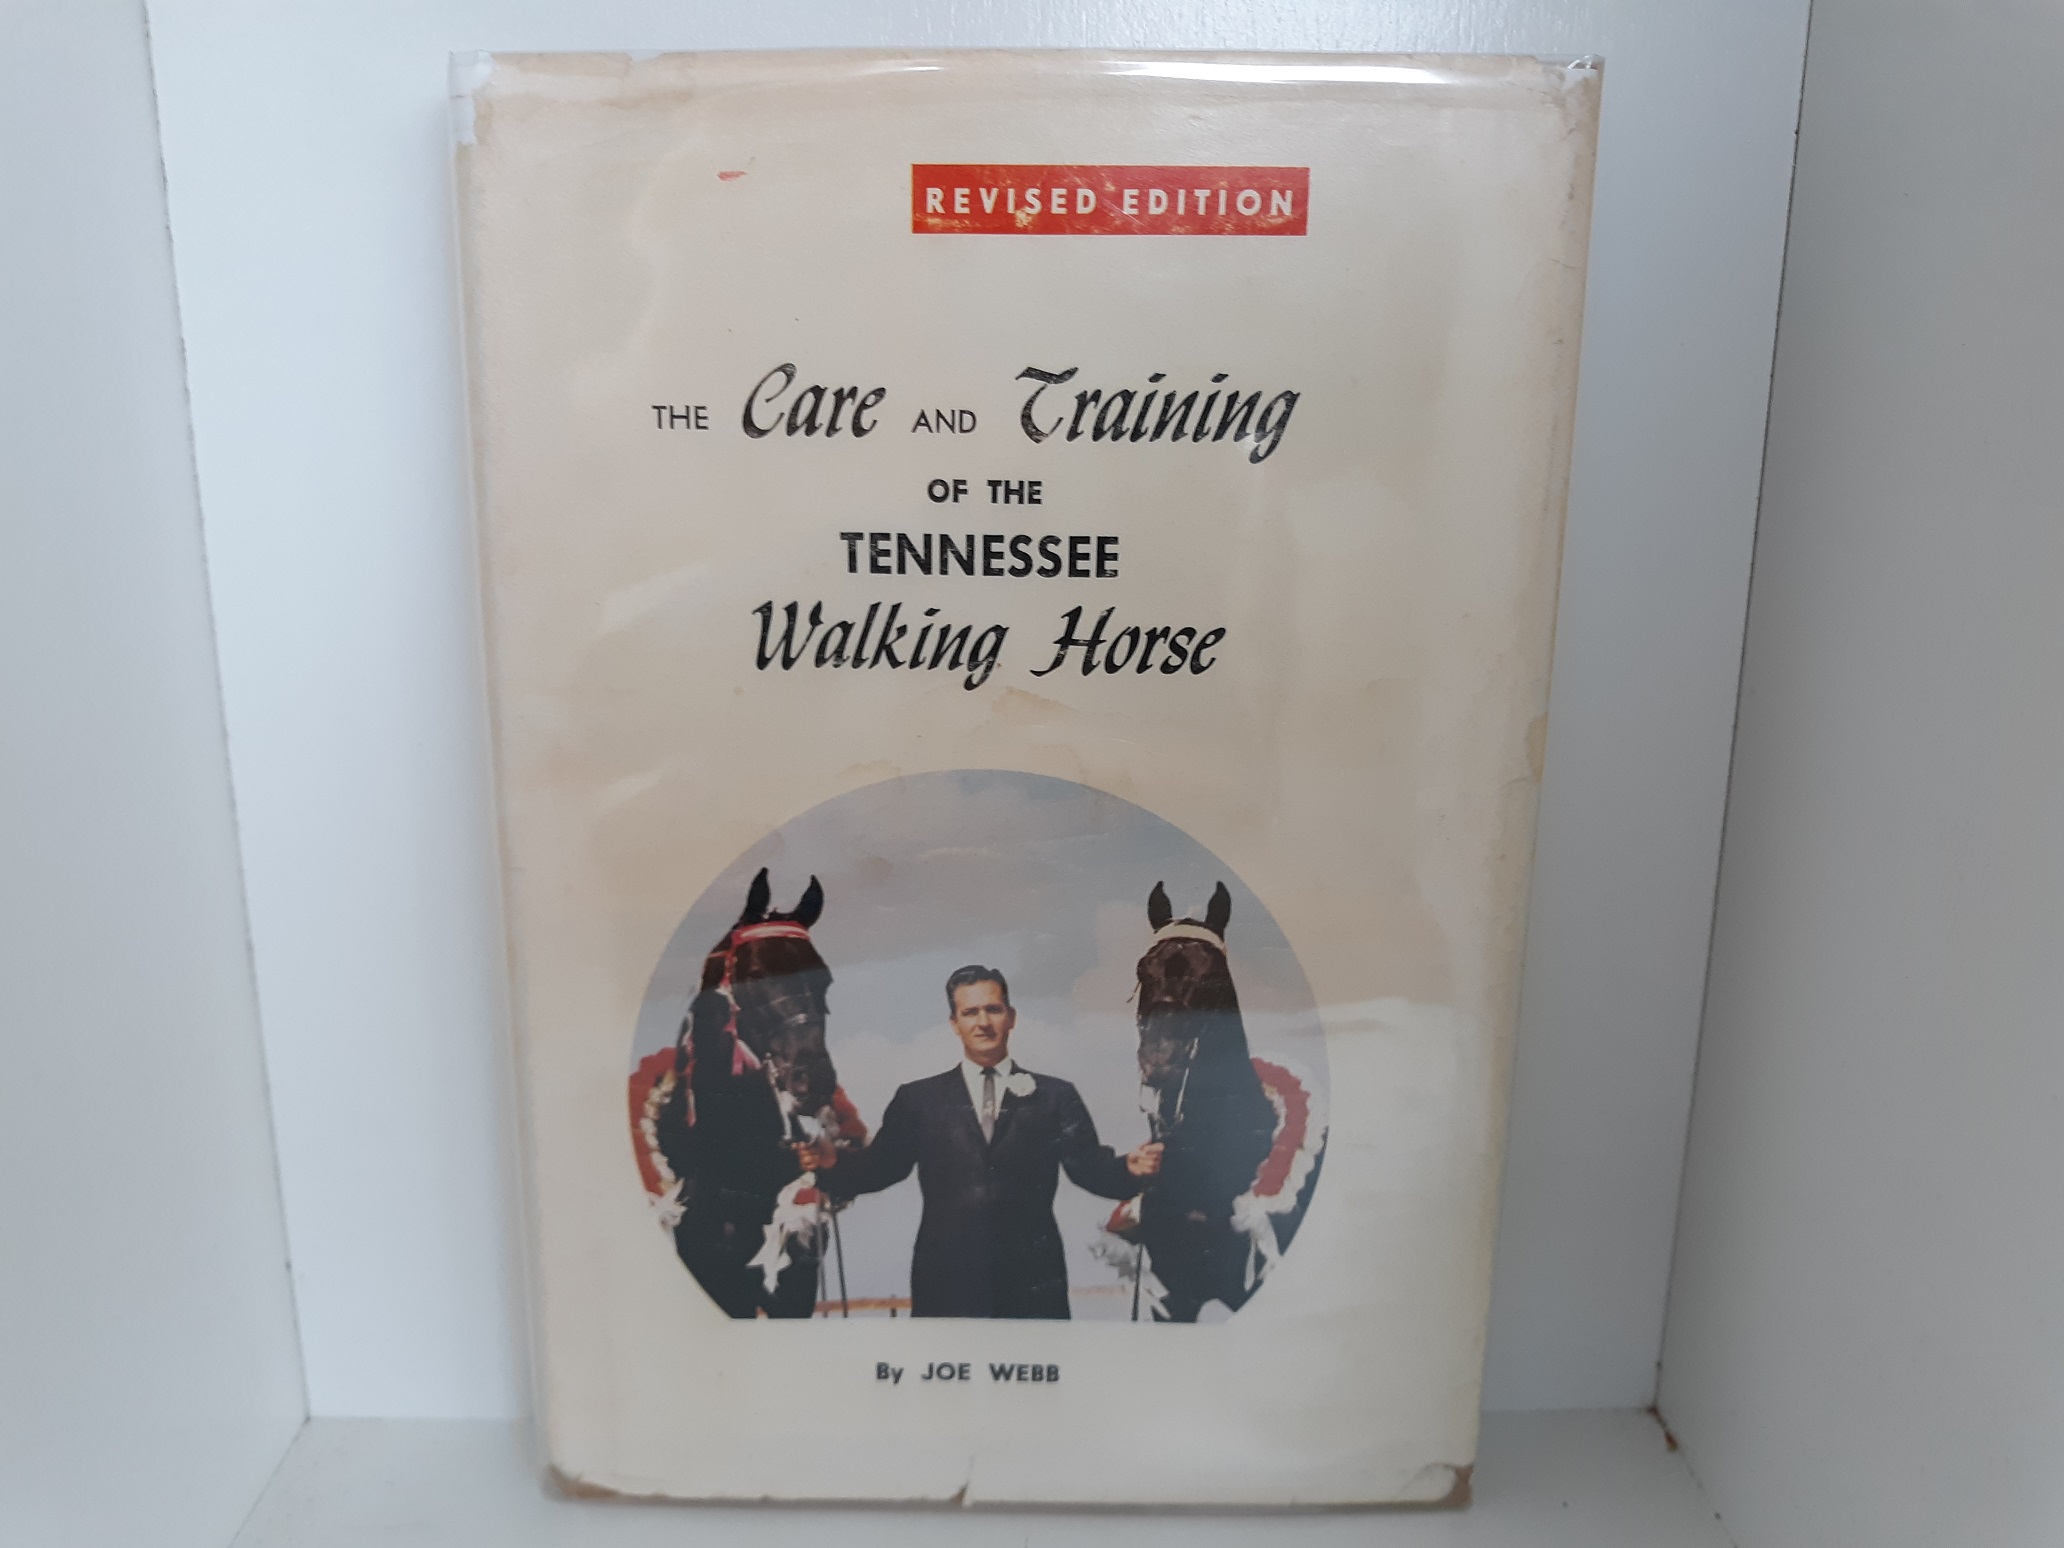 REVISED EDITION
THE Care AND Training
OF THE
TENNESSEE
Walking Horse
By JOE WEBB